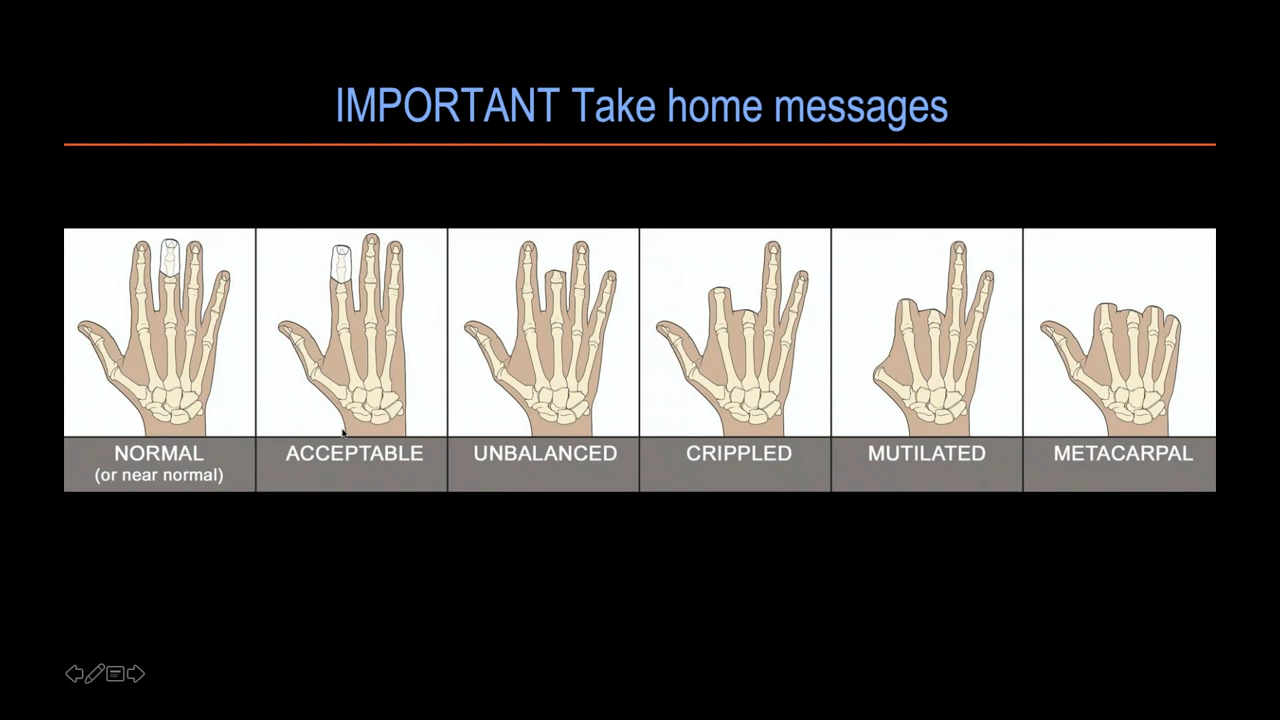 IMPORTANT Take home messages
NORMAL
(or near normal)
ACCEPTABLE
UNBALANCED
CRIPPLED
MUTILATED
METACARPAL